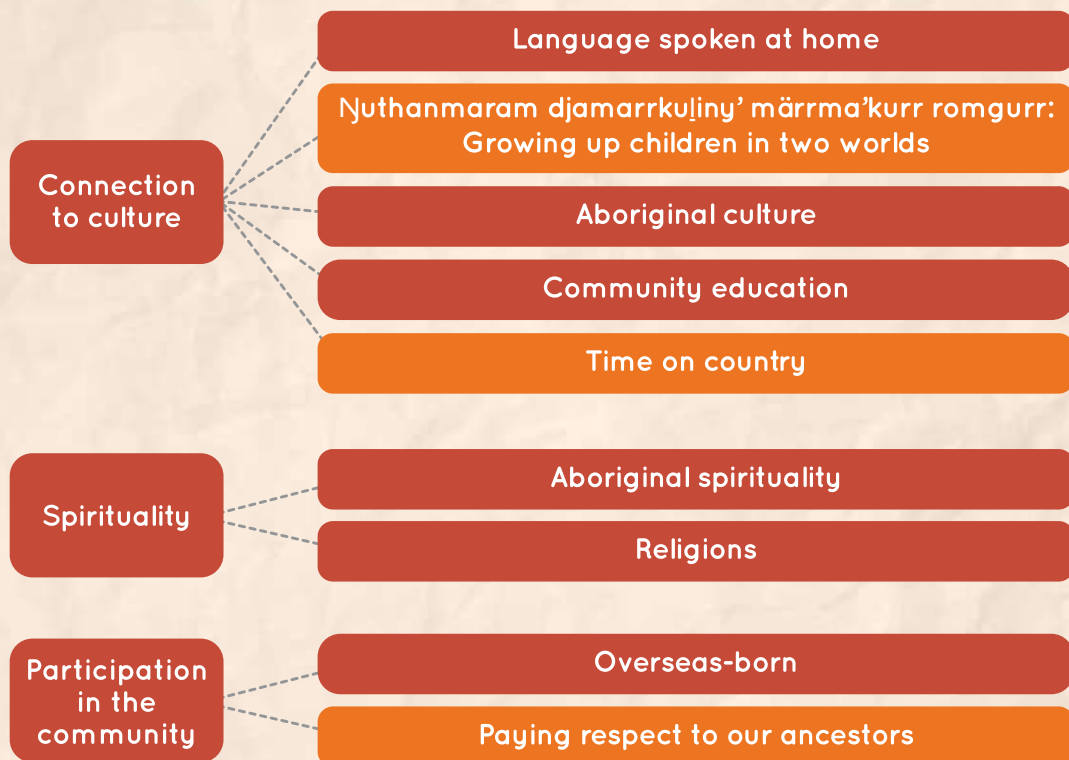 Connection
to culture
Language spoken at home
Ŋuthanmaram djamarrkuḻiny’ märrma’kurr romgurr:
Growing up children in two worlds
Aboriginal culture
Community education
Time on country
Spirituality
Aboriginal spirituality
Religions
Participation
in the
community
Overseas-born
Paying respect to our ancestors